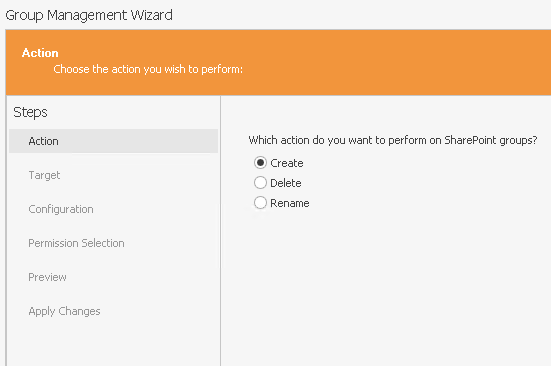 Group Management Wizard
Action
Choose the action you wish to perform:
Steps
Action
Target
Configuration
Permission Selection
Preview
Apply Changes
Which action do you want to perform on SharePoint groups?
Create
Delete
Rename